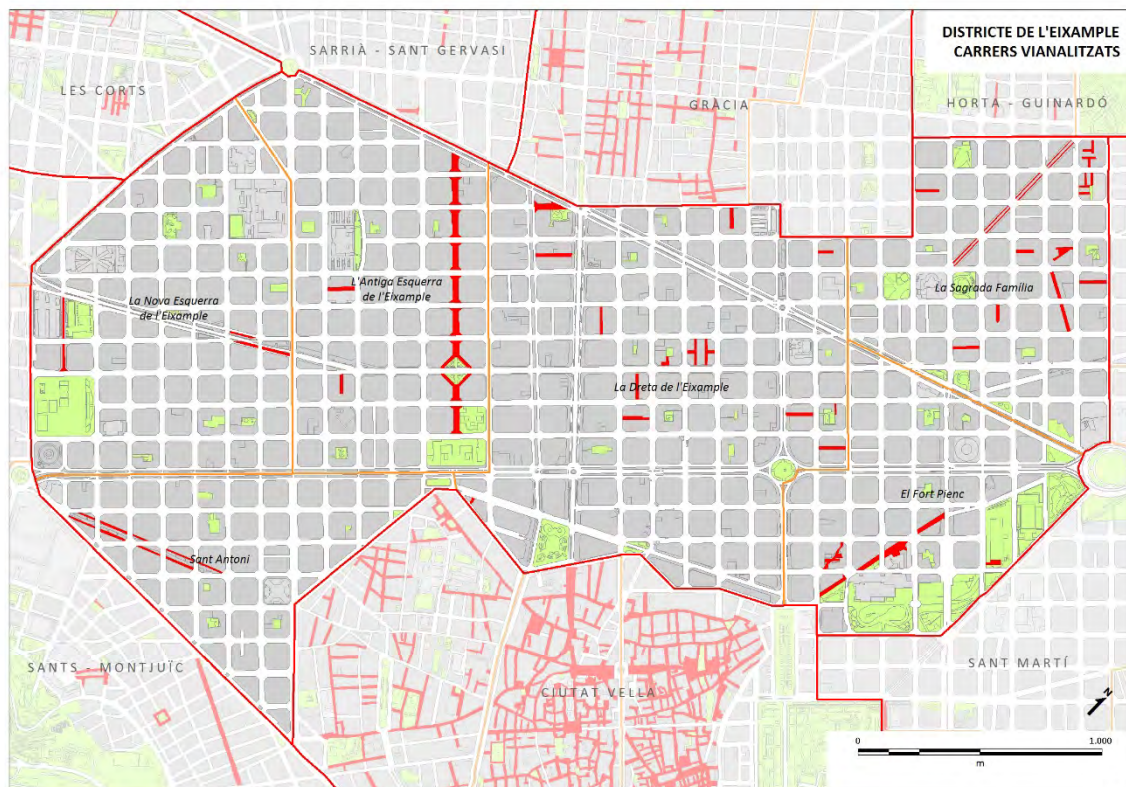 DISTRICTE DE L'EIXAMPLE
CARRERS VIANALITZATS
SARRIÀ - SANT GERVASI
LES CORTS
GRÀCIA
HORTA - GUINARDÓ
L'Antiga Esquerra
de l'Eixample
La Nova Esquerra
de l'Eixample
La Sagrada Família
La Dreta de l'Eixample
El Fort Pienc
Sant Antoni
SANTS - MONTJUÏC
CIUTAT VELLA
SANT MARTÍ
N
0
1.000
m